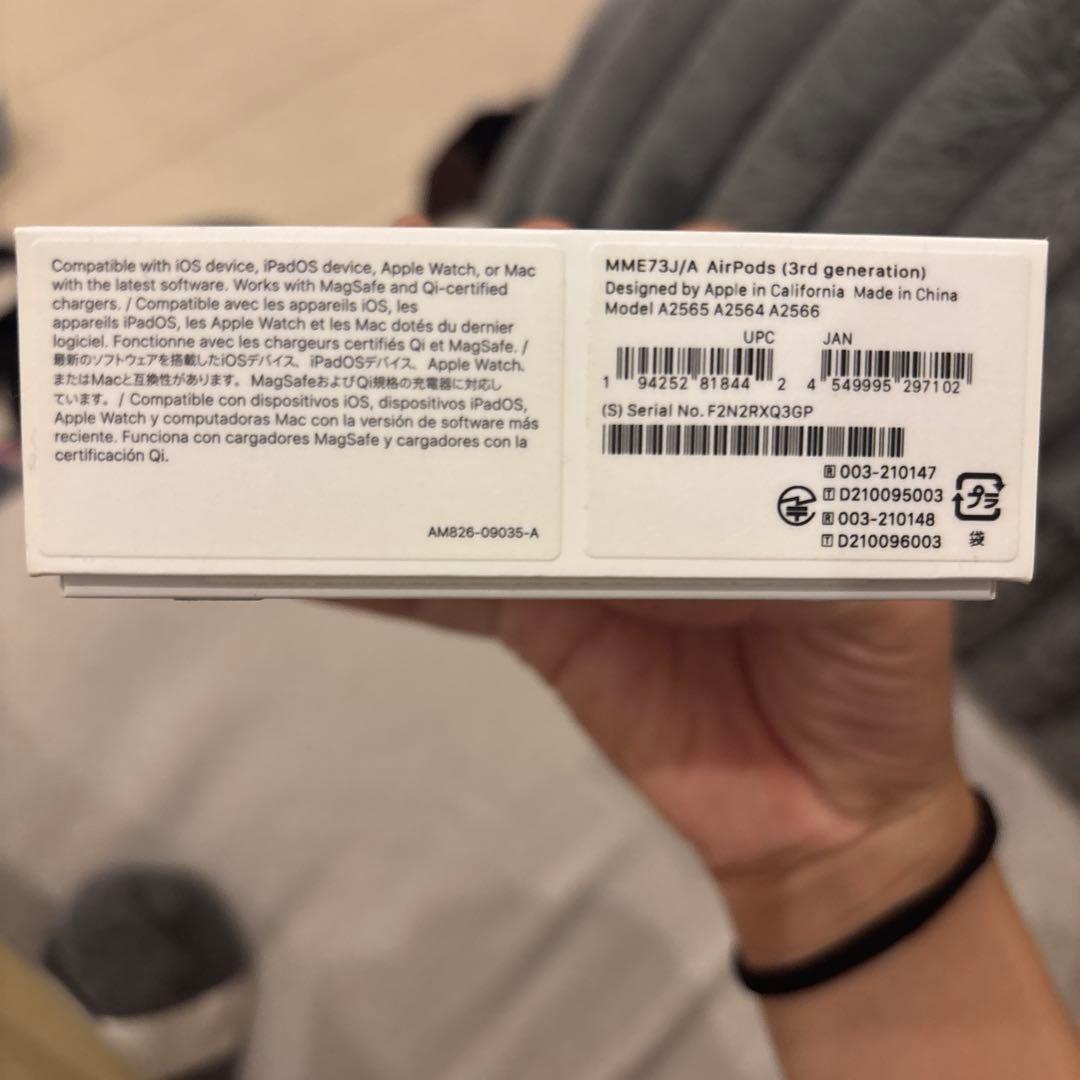 Compatible with iOS device, iPadOS device, Apple Watch, or Mac
with the latest software. Works with MagSafe and Qi-certified
chargers. / Compatible avec les appareils iOS, les
appareils iPadOS, les Apple Watch et les Mac dotés du dernier
logiciel. Fonctionne avec les chargeurs certifiés Qi et MagSafe. /
最新のソフトウェアを搭載したiOSデバイス、iPadOSデバイス、Apple Watch、
またはMacと互換性があります。MagSafeおよびQi規格の充電器に対応し
ています。/ Compatible con dispositivos iOS, dispositivos iPadOS,
Apple Watch y computadoras Mac con la versión de software más
reciente. Funciona con cargadores MagSafe y cargadores con la
certificación Qi.
AM826-09035-A
MME73J/A AirPods (3rd generation)
Designed by Apple in California Made in China
Model A2565 A2564 A2566
UPC JAN
1 94252 81844 2 4 549995 297102
(S) Serial No. F2N2RXQ3GP
R 003-210147
T D210095003
R 003-210148
T D210096003
プラ
袋